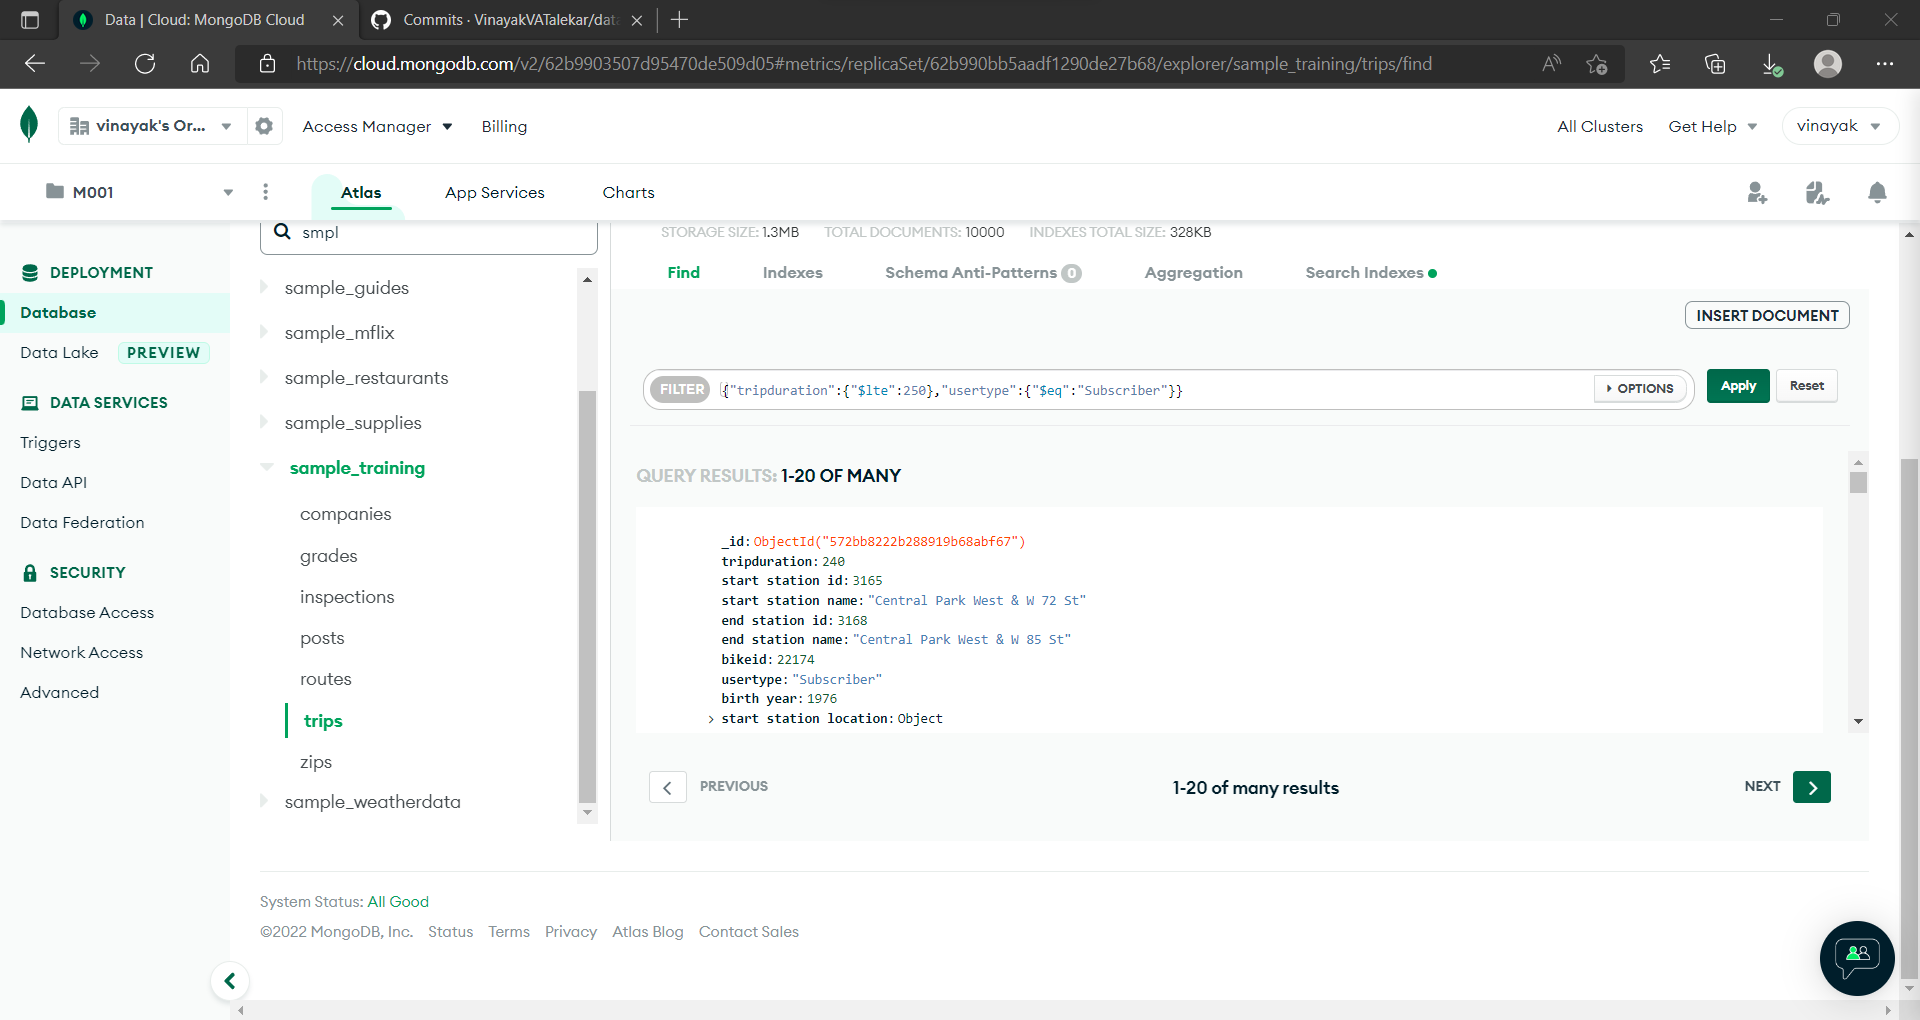 Data | Cloud: MongoDB Cloud
Commits · VinayakVATalekar/data
https://cloud.mongodb.com/v2/62b9903507d95470de509d05#metrics/replicaSet/62b990bb5aadf1290de27b68/explorer/sample_training/trips/find
vinayak's Or...
Access Manager
Billing
All Clusters
Get Help
vinayak
M001
Atlas
App Services
Charts
DEPLOYMENT
Database
Data Lake PREVIEW
DATA SERVICES
Triggers
Data API
Data Federation
SECURITY
Database Access
Network Access
Advanced
smpl
sample_guides
sample_mflix
sample_restaurants
sample_supplies
sample_training
companies
grades
inspections
posts
routes
trips
zips
sample_weatherdata
STORAGE SIZE: 1.3MB TOTAL DOCUMENTS: 10000 INDEXES TOTAL SIZE: 328KB
Find Indexes Schema Anti-Patterns 0 Aggregation Search Indexes
INSERT DOCUMENT
FILTER {"tripduration":{"$lte":250},"usertype":{"$eq":"Subscriber"}} OPTIONS Apply Reset
QUERY RESULTS: 1-20 OF MANY
_id: ObjectId("572bb8222b288919b68abf67")
tripduration: 240
start station id: 3165
start station name: "Central Park West & W 72 St"
end station id: 3168
end station name: "Central Park West & W 85 St"
bikeid: 22174
usertype: "Subscriber"
birth year: 1976
start station location: Object
PREVIOUS 1-20 of many results NEXT
System Status: All Good
©2022 MongoDB, Inc. Status Terms Privacy Atlas Blog Contact Sales